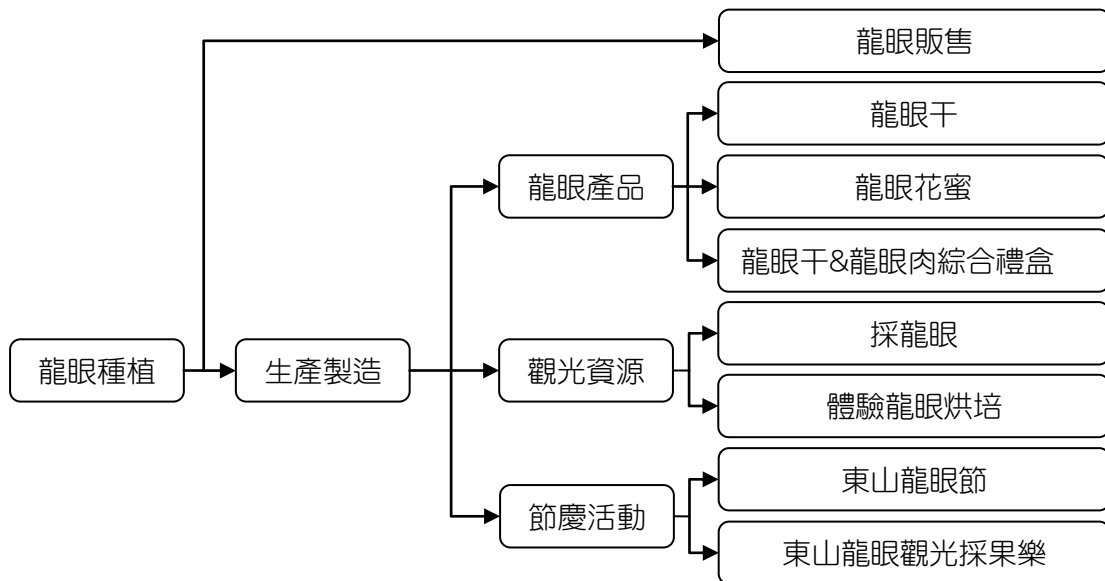 龍眼販售
龍眼干
龍眼產品
龍眼花蜜
龍眼干&龍眼肉綜合禮盒
採龍眼
龍眼種植
生產製造
觀光資源
體驗龍眼烘培
東山龍眼節
節慶活動
東山龍眼觀光採果樂